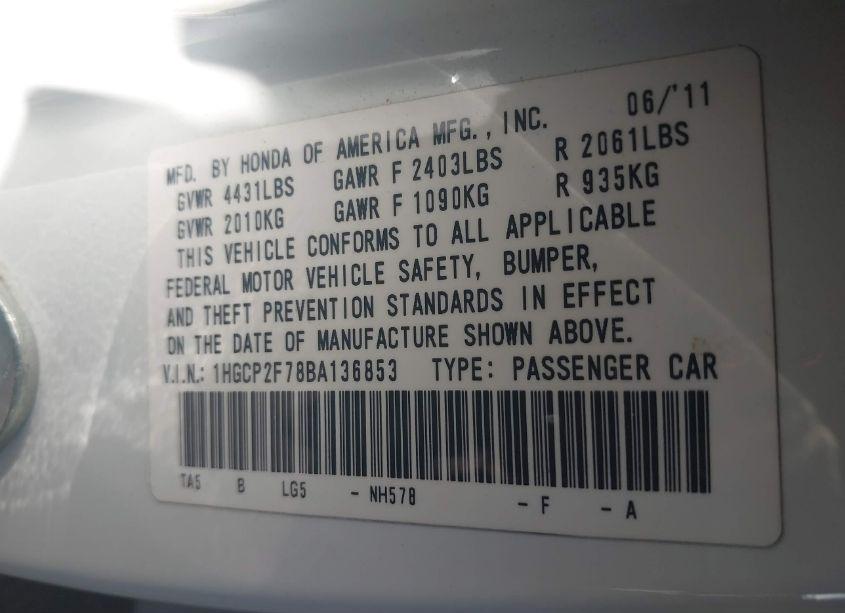 06/'11
MFD. BY HONDA OF AMERICA MFG., INC.
GVWR 4431LBS GAWR F 2403LBS R 2061LBS
GVWR 2010KG GAWR F 1090KG R 935KG
THIS VEHICLE CONFORMS TO ALL APPLICABLE
FEDERAL MOTOR VEHICLE SAFETY, BUMPER,
AND THEFT PREVENTION STANDARDS IN EFFECT
ON THE DATE OF MANUFACTURE SHOWN ABOVE.
V.I.N.: 1HGCP2F78BA136853 TYPE: PASSENGER CAR
TA5 B LG5 - NH578 - F - A